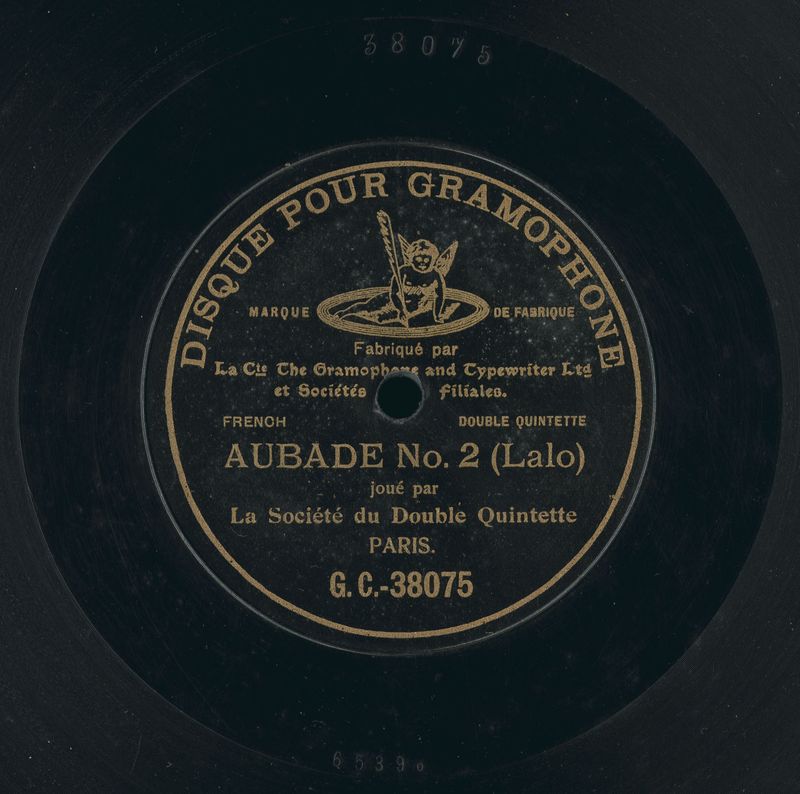 38075
DISQUE POUR GRAMOPHONE
MARQUE DE FABRIQUE
Fabriqué par
La Cie The Gramophone and Typewriter Ltd
et Sociétés filiales.
FRENCH DOUBLE QUINTETTE
AUBADE No. 2 (Lalo)
joué par
La Société du Double Quintette
PARIS.
G. C.-38075
6539o